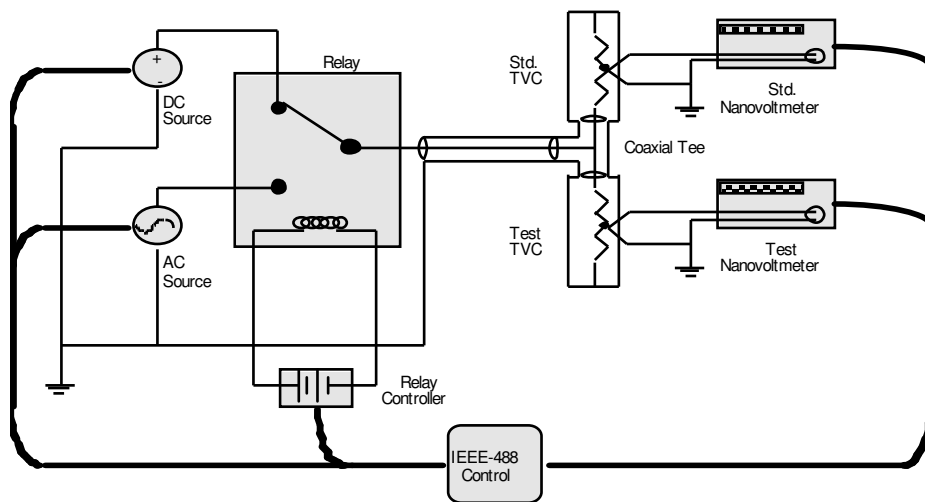 +
-
DC
Source
Relay
Std.
TVC
Std.
Nanovoltmeter
Coaxial Tee
AC
Source
Test
TVC
Test
Nanovoltmeter
Relay
Controller
IEEE-488
Control